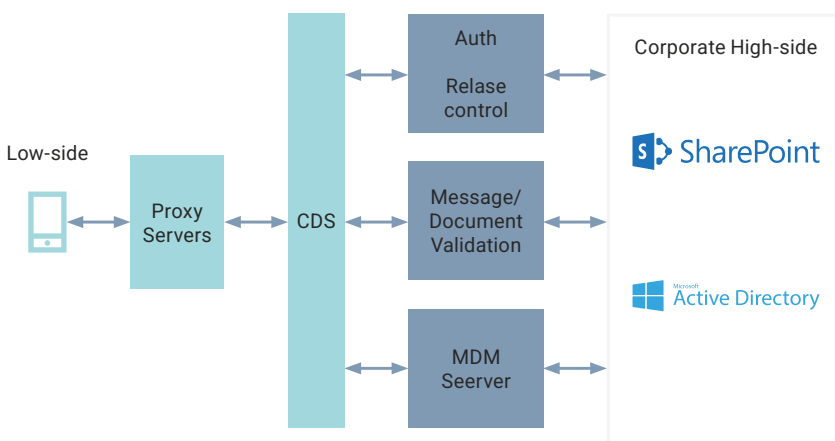 Low-side
Proxy
Servers
CDS
Auth
Relase
control
Message/
Document
Validation
MDM
Seerver
Corporate High-side
S SharePoint
Microsoft
Active Directory